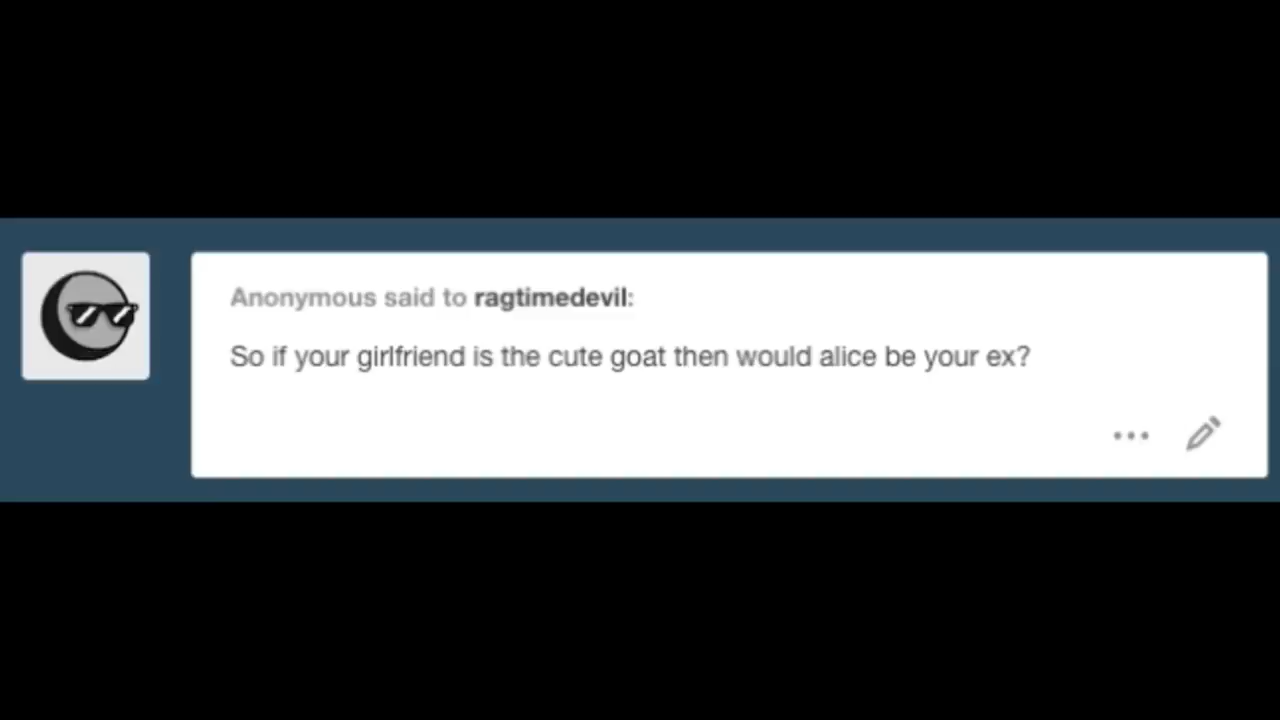 Anonymous said to ragtimedevil:
So if your girlfriend is the cute goat then would alice be your ex?